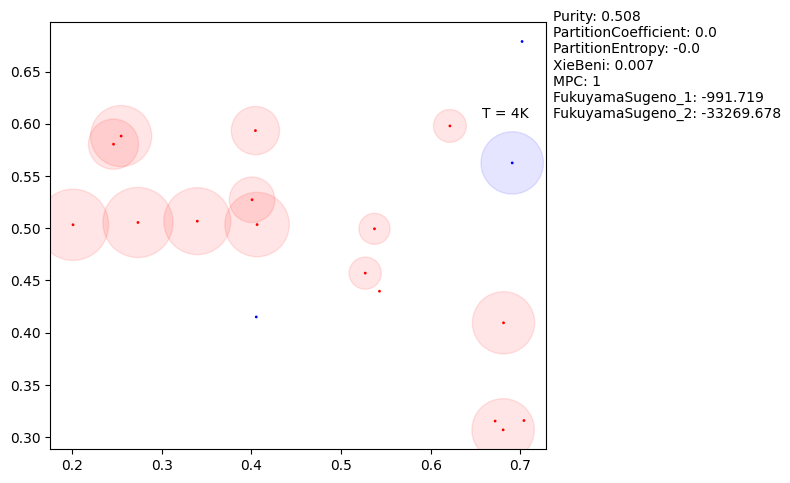 Purity: 0.508
PartitionCoefficient: 0.0
PartitionEntropy: -0.0
XieBeni: 0.007
MPC: 1
FukuyamaSugeno_1: -991.719
FukuyamaSugeno_2: -33269.678
T = 4K
0.65
0.60
0.55
0.50
0.45
0.40
0.35
0.30
0.2 0.3 0.4 0.5 0.6 0.7